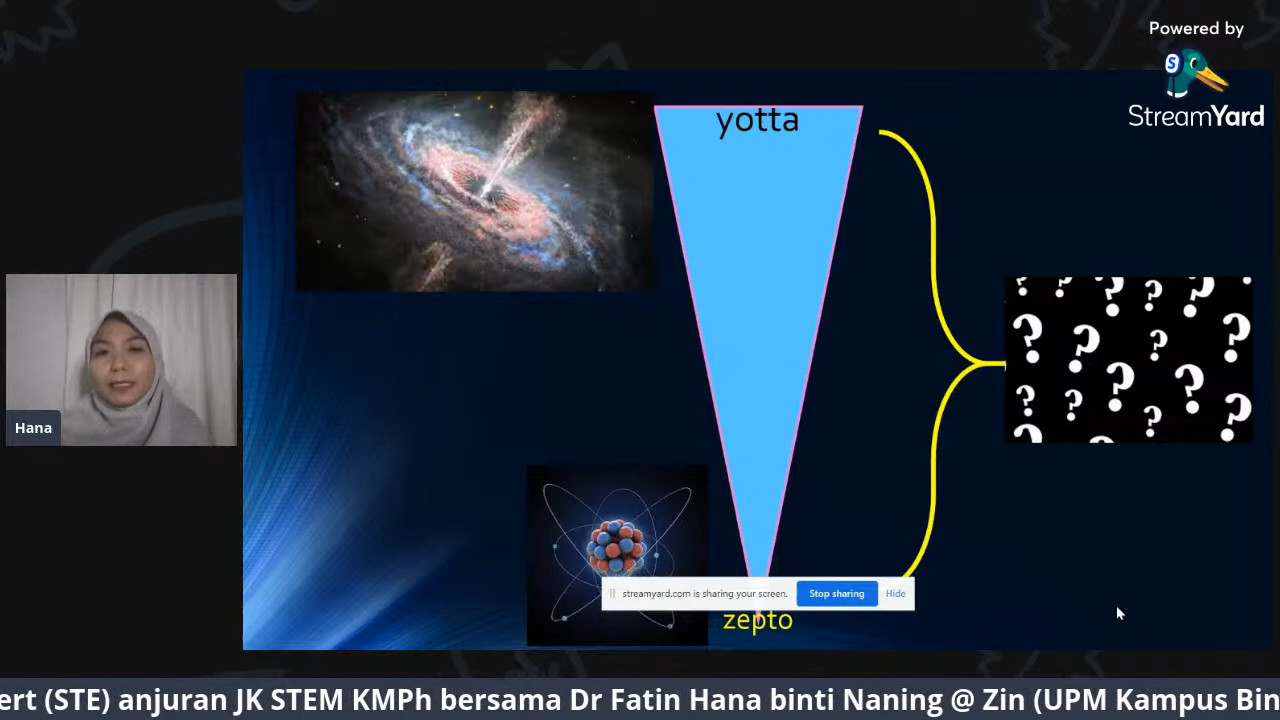 Powered by
StreamYard
yotta
Hana
streamyard.com is sharing your screen.
Stop sharing
Hide
zepto
ert (STE) anjuran JK STEM KMPh bersama Dr Fatin Hana binti Naning @ Zin (UPM Kampus Bin